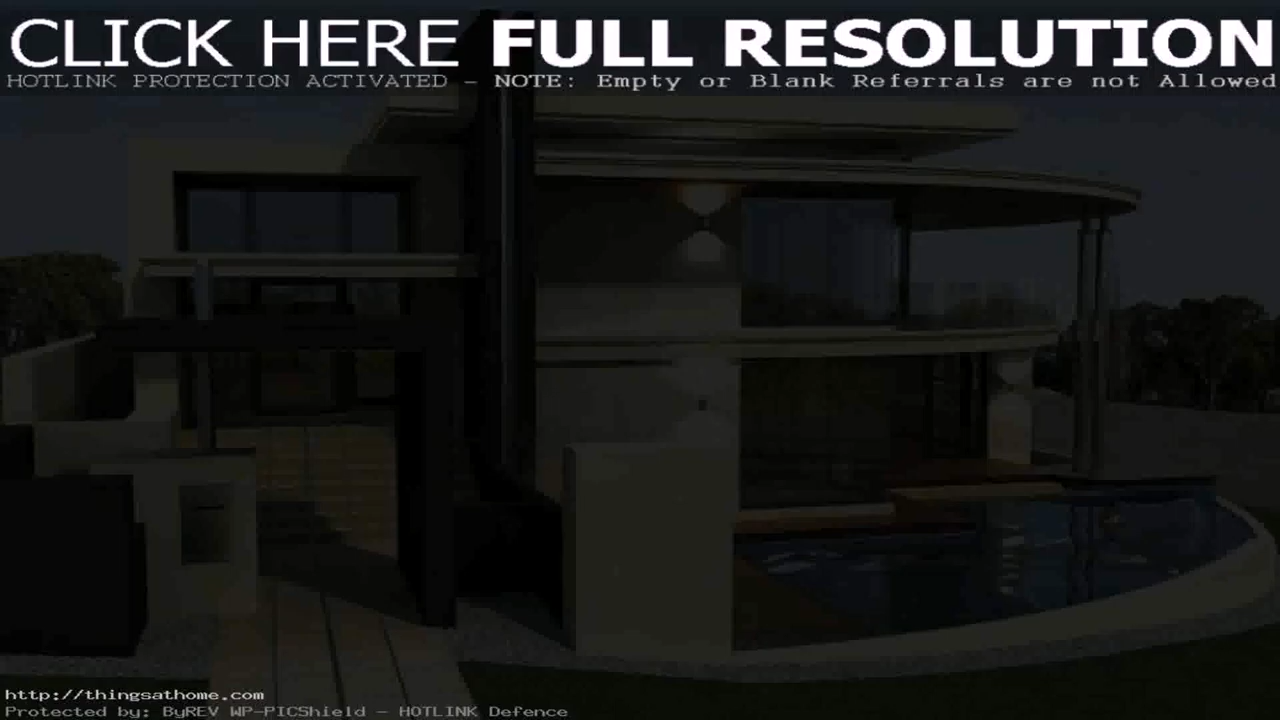 CLICK HERE FULL RESOLUTION
HOTLINK PROTECTION ACTIVATED - NOTE: Empty or Blank Referrals are not Allowed
http://thingsathome.com
Protected by: ByREV WP-PICShield - HOTLINK Defence